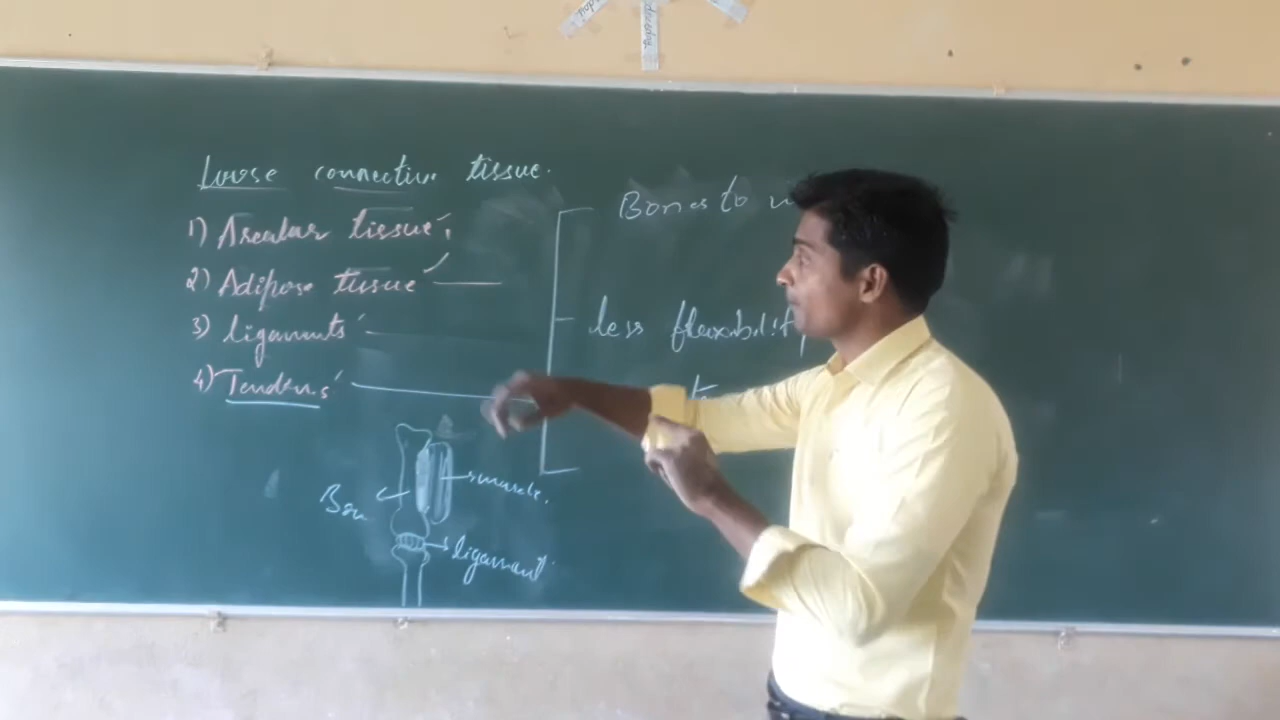 Loose connective tissue.
1) Areolar tissue
2) Adipose tissue
3) ligaments
4) Tendons
Bones to
less flexibility
Bon
muscle.
ligament